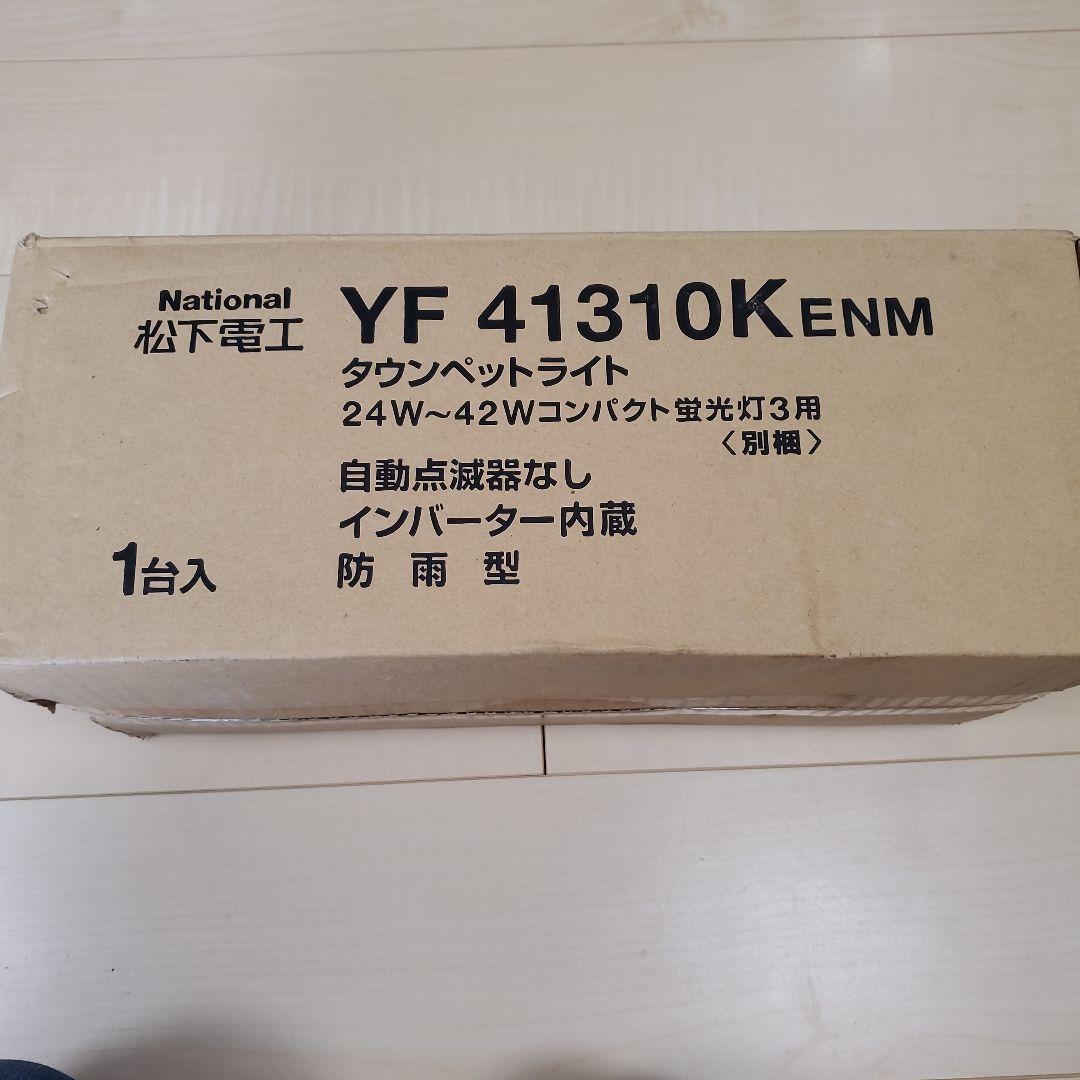 National
松下電工
YF 41310K ENM
タウンペットライト
24W～42Wコンパクト蛍光灯3用
〈別梱〉
自動点滅器なし
インバーター内蔵
防雨型
1台入